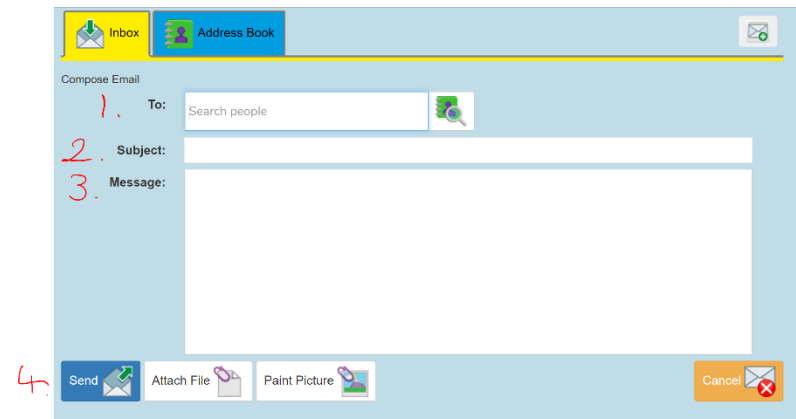 Inbox Address Book
Compose Email
1. To: Search people
2. Subject:
3. Message:
4. Send Attach File Paint Picture Cancel